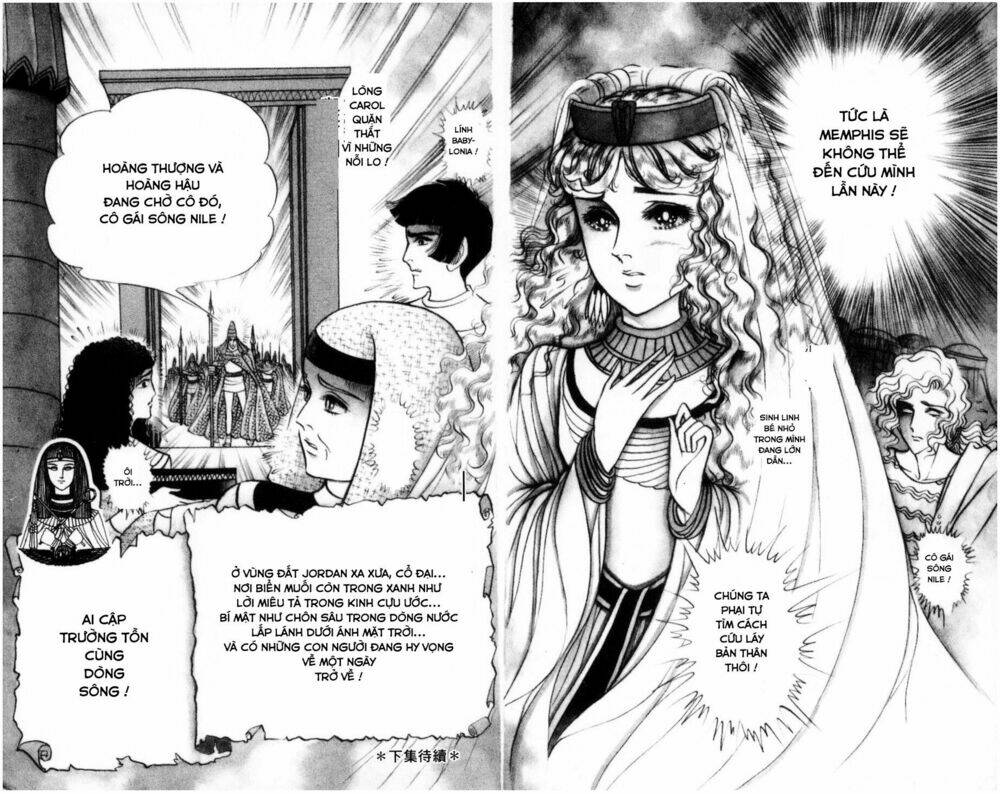 TỨC LÀ
MEMPHIS SẼ
KHÔNG THỂ
ĐẾN CỨU MÌNH
LẦN NÀY !
SINH LINH
BÉ NHỎ
TRONG MÌNH
ĐANG LỚN
DẦN...
CÔ GÁI
SÔNG
NILE !
CHÚNG TA
PHẠI TỰ
TÌM CÁCH
CỨU LẤY
BẢN THÂN
THÔI !
LÍNH
BABY-
LONIA !
LÒNG
CAROL
QUẶN
THẮT
VÌ NHỮNG
NỖI LO !
HOÀNG THƯỢNG VÀ
HOÀNG HẬU
ĐANG CHỜ CÔ ĐÓ,
CÔ GÁI SÔNG NILE !
ÔI
TRỜI...
Ở VÙNG ĐẤT JORDAN XA XƯA, CỔ ĐẠI...
NƠI BIỂN MUỐI CÒN TRONG XANH NHƯ
LỜI MIÊU TẢ TRONG KINH CỰU ƯỚC...
BÍ MẬT NHƯ CHÔN SÂU TRONG DÒNG NƯỚC
LẤP LÁNH DƯỚI ÁNH MẶT TRỜI...
VÀ CÓ NHỮNG CON NGƯỜI ĐANG HY VỌNG
VỀ MỘT NGÀY
TRỞ VỀ !
AI CẬP
TRƯỜNG TỒN
CÙNG
DÒNG
SÔNG !
＊下集待續＊